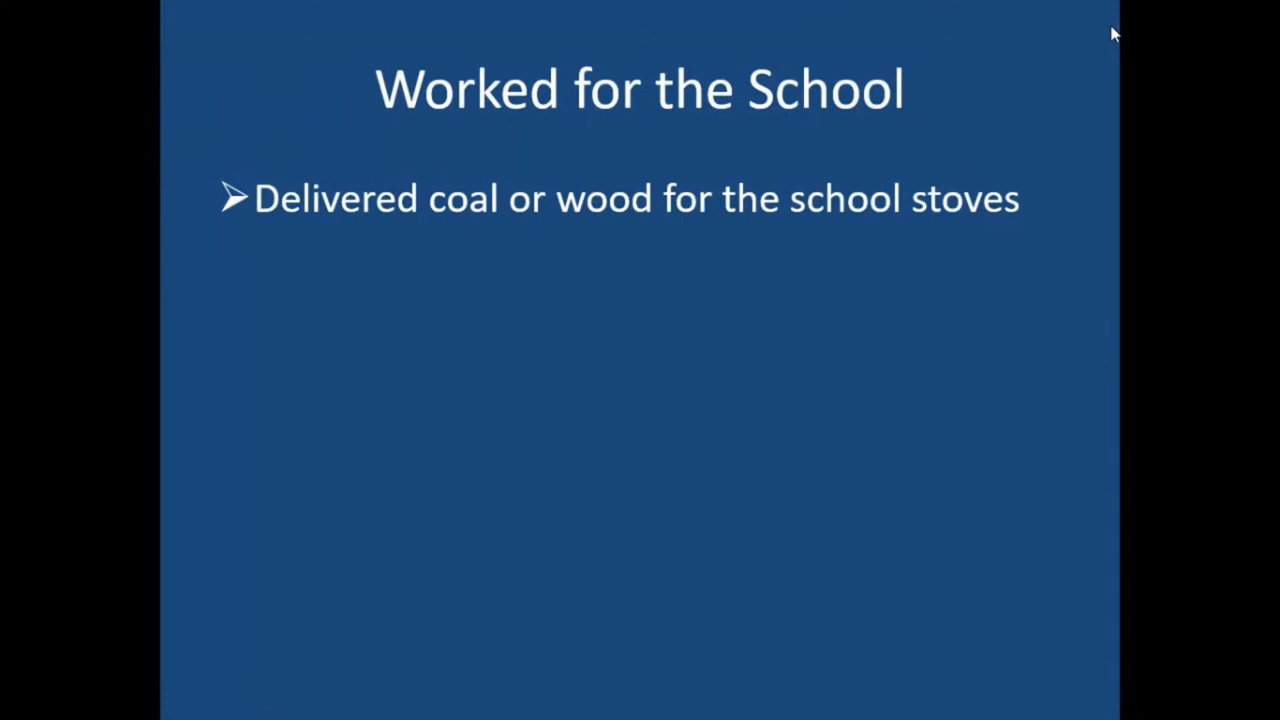 Worked for the School
➢Delivered coal or wood for the school stoves